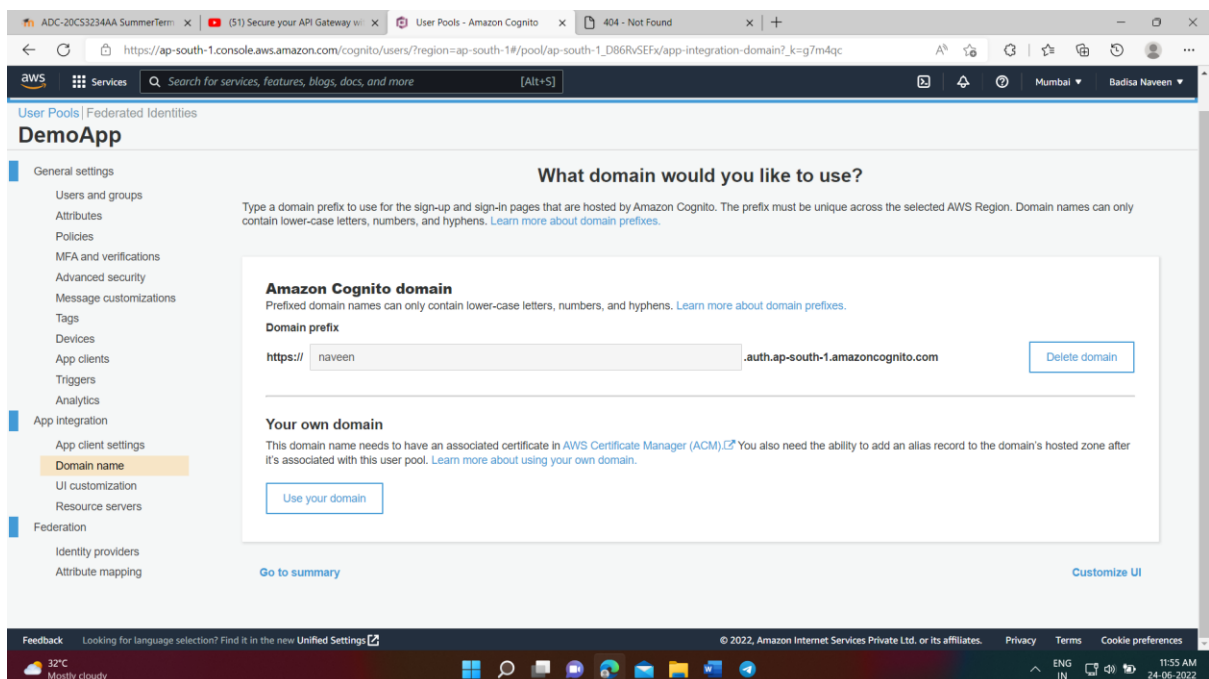 ADC-20CS3234AA SummerTerm
(51) Secure your API Gateway wi
User Pools - Amazon Cognito
404 - Not Found
https://ap-south-1.console.aws.amazon.com/cognito/users/?region=ap-south-1#/pool/ap-south-1_D86RvSEFx/app-integration-domain?_k=g7m4qc
aws Services Search for services, features, blogs, docs, and more [Alt+S] Mumbai Badisa Naveen
User Pools | Federated Identities
DemoApp
General settings
Users and groups
Attributes
Policies
MFA and verifications
Advanced security
Message customizations
Tags
Devices
App clients
Triggers
Analytics
App integration
App client settings
Domain name
UI customization
Resource servers
Federation
Identity providers
Attribute mapping
What domain would you like to use?
Type a domain prefix to use for the sign-up and sign-in pages that are hosted by Amazon Cognito. The prefix must be unique across the selected AWS Region. Domain names can only
contain lower-case letters, numbers, and hyphens. Learn more about domain prefixes.
Amazon Cognito domain
Prefixed domain names can only contain lower-case letters, numbers, and hyphens. Learn more about domain prefixes.
Domain prefix
https:// naveen .auth.ap-south-1.amazoncognito.com Delete domain
Your own domain
This domain name needs to have an associated certificate in AWS Certificate Manager (ACM). You also need the ability to add an alias record to the domain's hosted zone after
it's associated with this user pool. Learn more about using your own domain.
Use your domain
Go to summary Customize UI
Feedback Looking for language selection? Find it in the new Unified Settings © 2022, Amazon Internet Services Private Ltd. or its affiliates. Privacy Terms Cookie preferences
32°C
Mostly cloudy
ENG
IN
11:55 AM
24-06-2022